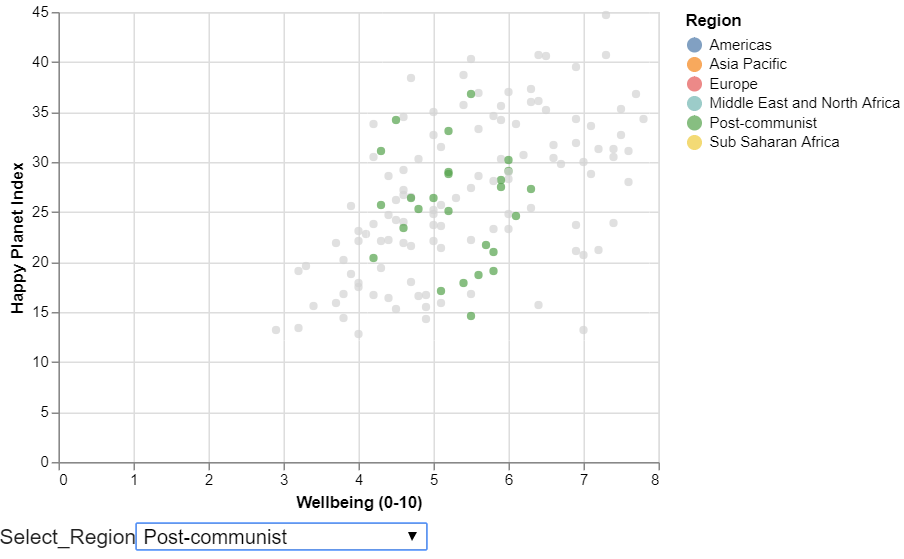 45
40
35
30
25
20
15
10
5
0
Happy Planet Index
0 1 2 3 4 5 6 7 8
Wellbeing (0-10)
Region
Americas
Asia Pacific
Europe
Middle East and North Africa
Post-communist
Sub Saharan Africa
Select_Region Post-communist